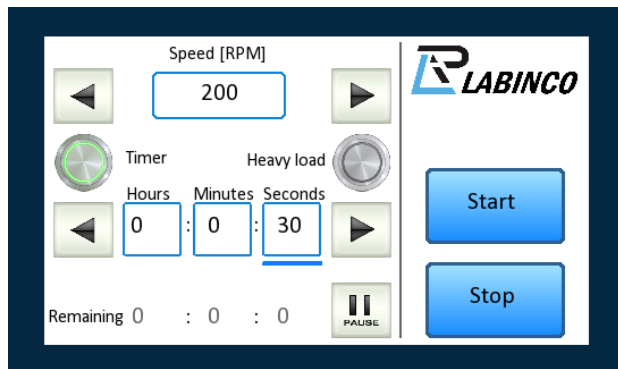 Speed [RPM]
200
LABINCO
Timer
Heavy load
Hours Minutes Seconds
0 : 0 : 30
Start
Remaining 0 : 0 : 0
PAUSE
Stop